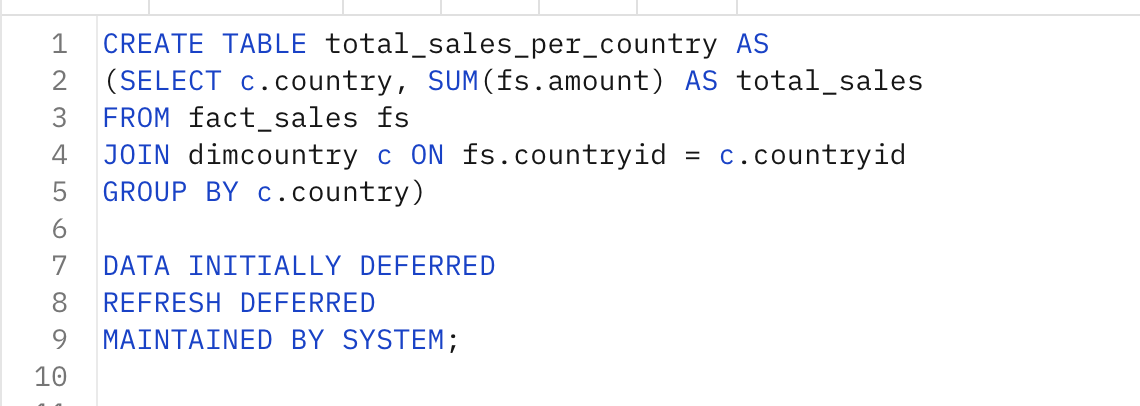 1 CREATE TABLE total_sales_per_country AS
2 (SELECT c.country, SUM(fs.amount) AS total_sales
3 FROM fact_sales fs
4 JOIN dimcountry c ON fs.countryid = c.countryid
5 GROUP BY c.country)
6
7 DATA INITIALLY DEFERRED
8 REFRESH DEFERRED
9 MAINTAINED BY SYSTEM;
10